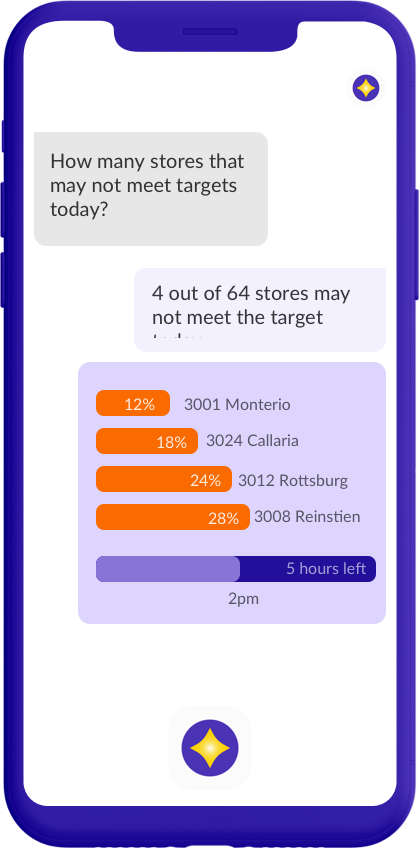 How many stores that
may not meet targets
today?
4 out of 64 stores may
not meet the target
12% 3001 Monterio
18% 3024 Callaria
24% 3012 Rottsburg
28% 3008 Reinstien
5 hours left
2pm